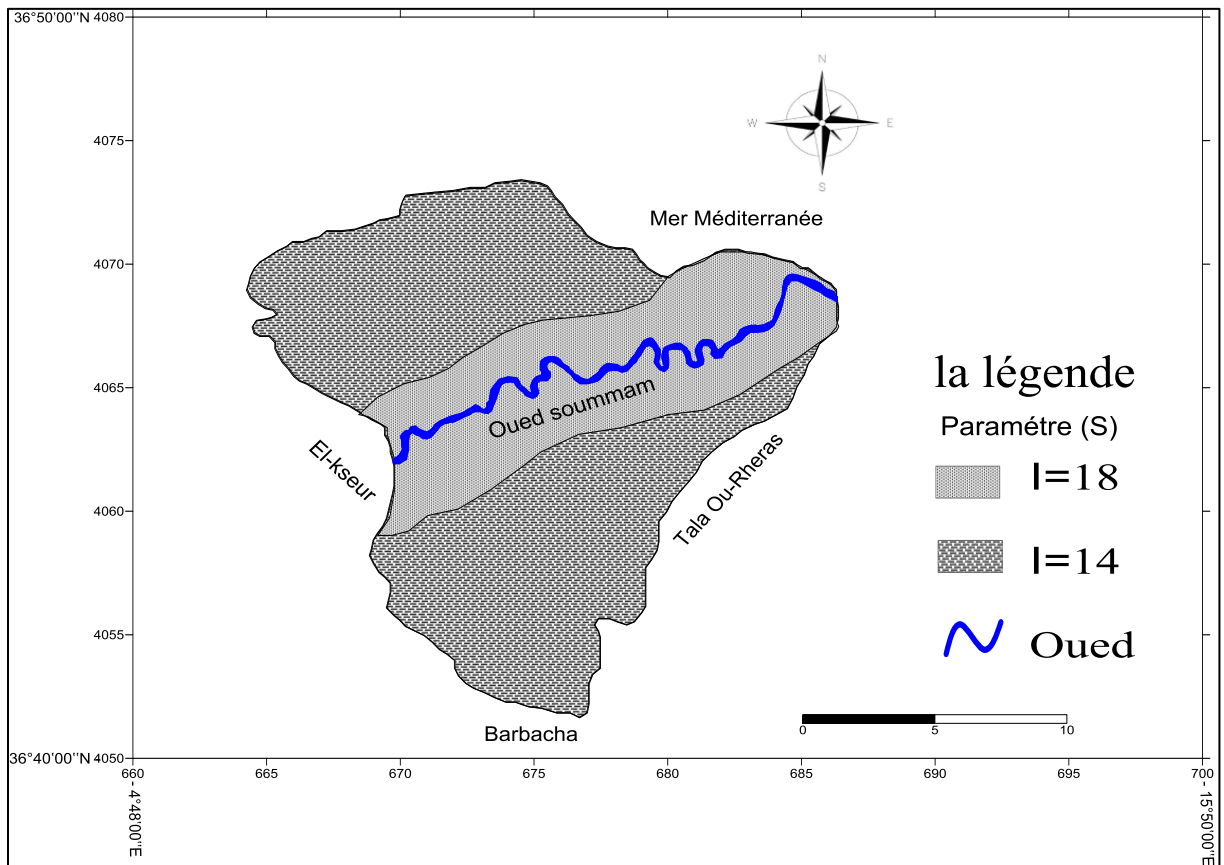 36°50'00''N 4080
4075
4070
4065
4060
4055
36°40'00''N 4050
660 665 670 675 680 685 690 695 700
- 4°48'00''E
- 15°50'00''E
N
W E
S
Mer Méditerranée
Oued soummam
El-kseur
Tala Ou-Rheras
Barbacha
la légende
Paramétre (S)
I=18
I=14
Oued
0 5 10